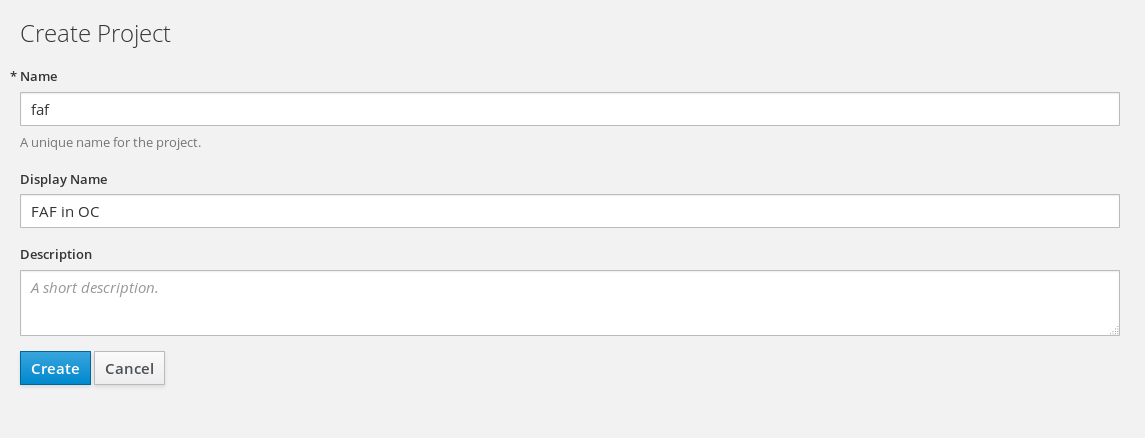 Create Project
* Name
faf
A unique name for the project.
Display Name
FAF in OC
Description
A short description.
Create Cancel